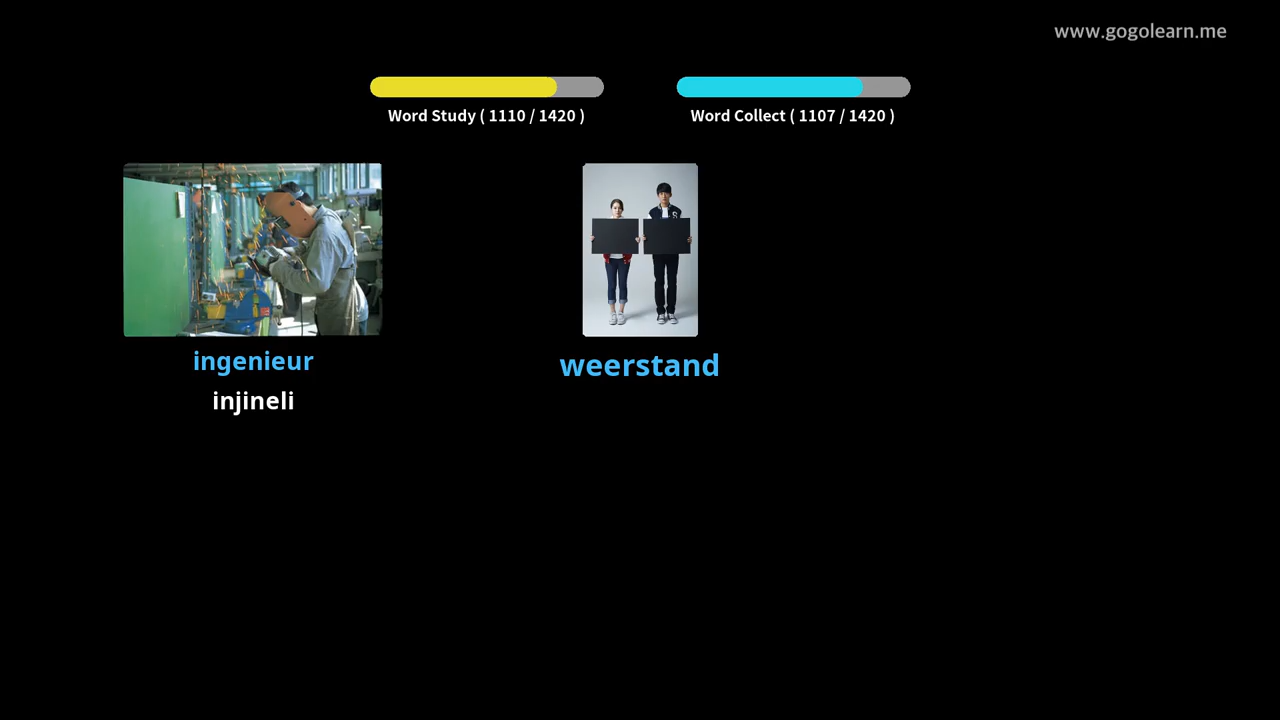 www.gogolearn.me
Word Study ( 1110 / 1420 )
Word Collect ( 1107 / 1420 )
ingenieur
injineli
weerstand